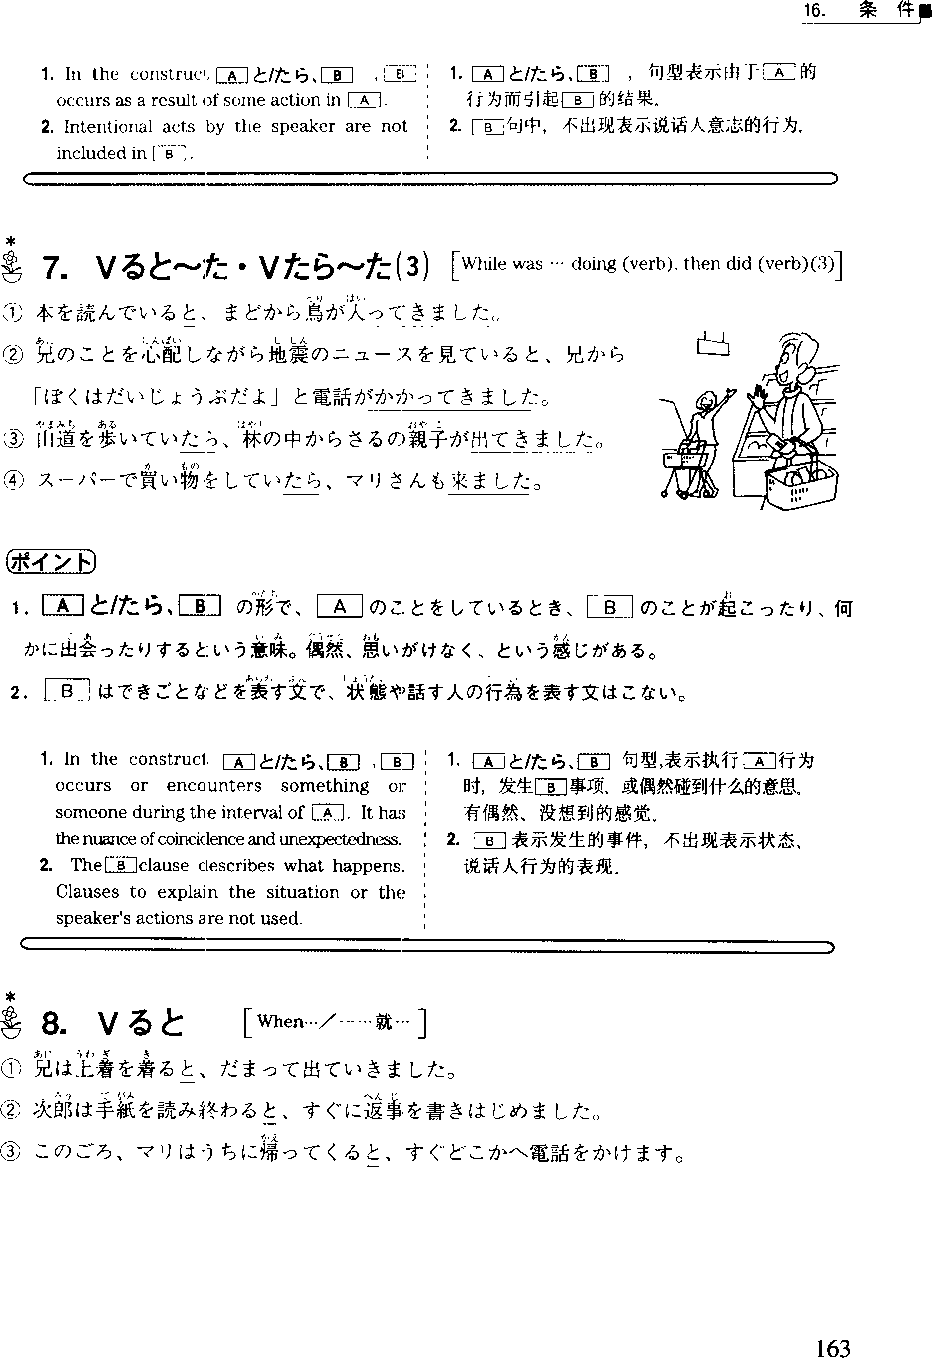 16. 条 件
1. In the construct A と/たら、B , B
occurs as a result of some action in A.
2. Intentional acts by the speaker are not
included in B.
1. A と/たら、B , 句型表示由于 A 的
行为而引起 B 的结果.
2. B 句中, 不出现表示说话人意志的行为.
*
7. Vると〜た・Vたら〜た(3) [While was … doing (verb), then did (verb)(3)]
① 本を読んでいると、まどから鳥が入ってきました。
② 兄のことを心配しながら地震のニュースを見ていると、兄から
「ぼくはだいじょうぶだよ」と電話がかかってきました。
③ 山道を歩いていたら、林の中からさるの親子が出てきました。
④ スーパーで買い物をしていたら、マリさんも来ました。
ポイント
1. A と/たら、B の形で、A のことをしているとき、B のことが起こったり、何
かに出会ったりするという意味。偶然、思いがけなく、という感じがある。
2. B はできごとなどを表す文で、状態や話す人の行為を表す文はこない。
1. In the construct A と/たら、B , B
occurs or encounters something or
someone during the interval of A. It has
the nuance of coincidence and unexpectedness.
2. The B clause describes what happens.
Clauses to explain the situation or the
speaker's actions are not used.
1. A と/たら、B 句型,表示执行 A 行为
时, 发生 B 事项、或偶然碰到什么的意思。
有偶然、没想到的感觉.
2. B 表示发生的事件, 不出现表示状态、
说话人行为的表现.
*
8. Vると [When…/……就…]
① 兄は上着を着ると、だまって出ていきました。
② 次郎は手紙を読み終わると、すぐに返事を書きはじめました。
③ このごろ、マリはうちに帰ってくると、すぐどこかへ電話をかけます。
163